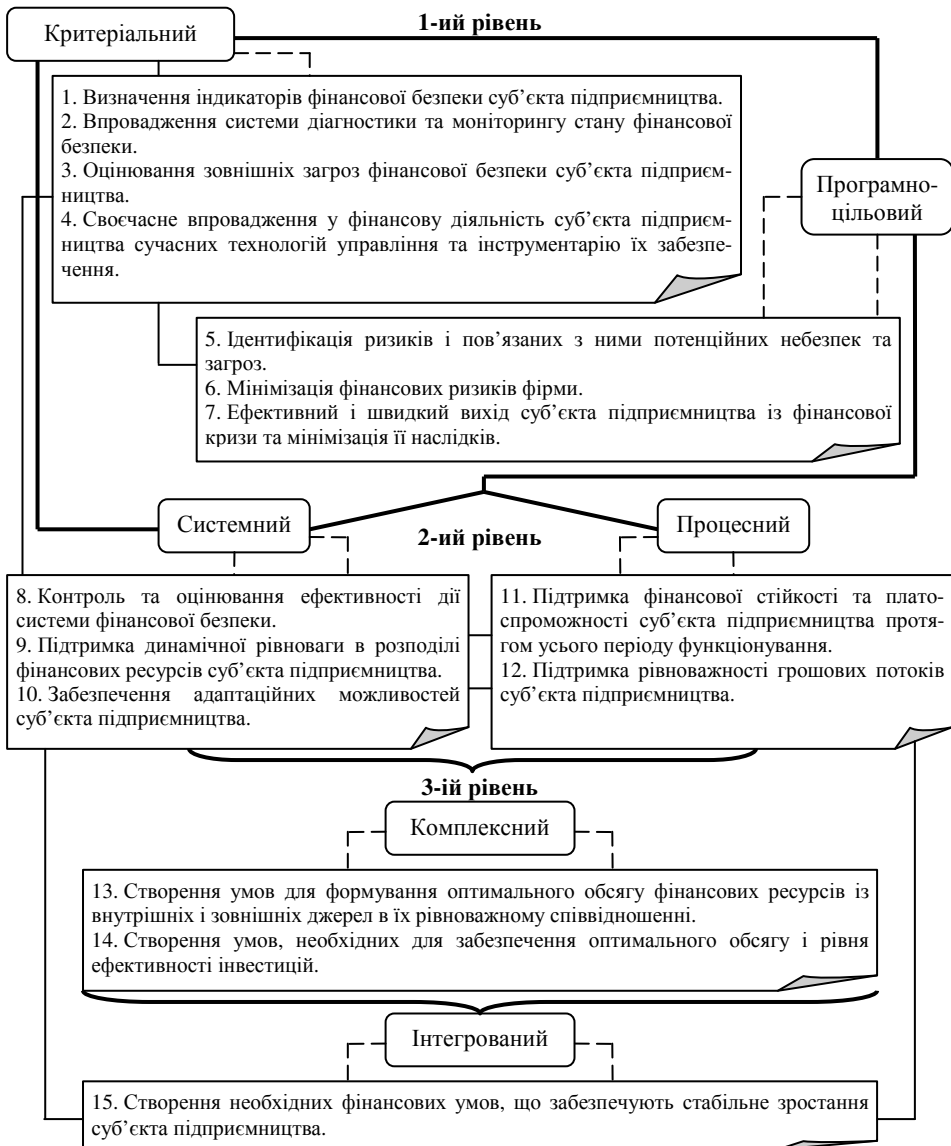 1-ий рівень
Критеріальний
1. Визначення індикаторів фінансової безпеки суб’єкта підприємництва.
2. Впровадження системи діагностики та моніторингу стану фінансової
безпеки.
3. Оцінювання зовнішніх загроз фінансової безпеки суб’єкта підприєм-
ництва.
4. Своєчасне впровадження у фінансову діяльність суб’єкта підприєм-
ництва сучасних технологій управління та інструментарію їх забезпе-
чення.
Програмно-
цільовий
5. Ідентифікація ризиків і пов’язаних з ними потенційних небезпек та
загроз.
6. Мінімізація фінансових ризиків фірми.
7. Ефективний і швидкий вихід суб’єкта підприємництва із фінансової
кризи та мінімізація її наслідків.
Системний
Процесний
2-ий рівень
8. Контроль та оцінювання ефективності дії
системи фінансової безпеки.
9. Підтримка динамічної рівноваги в розподілі
фінансових ресурсів суб’єкта підприємництва.
10. Забезпечення адаптаційних можливостей
суб’єкта підприємництва.
11. Підтримка фінансової стійкості та плато-
спроможності суб’єкта підприємництва протя-
гом усього періоду функціонування.
12. Підтримка рівноважності грошових потоків
суб’єкта підприємництва.
3-ій рівень
Комплексний
13. Створення умов для формування оптимального обсягу фінансових ресурсів із
внутрішніх і зовнішніх джерел в їх рівноважному співвідношенні.
14. Створення умов, необхідних для забезпечення оптимального обсягу і рівня
ефективності інвестицій.
Інтегрований
15. Створення необхідних фінансових умов, що забезпечують стабільне зростання
суб’єкта підприємництва.